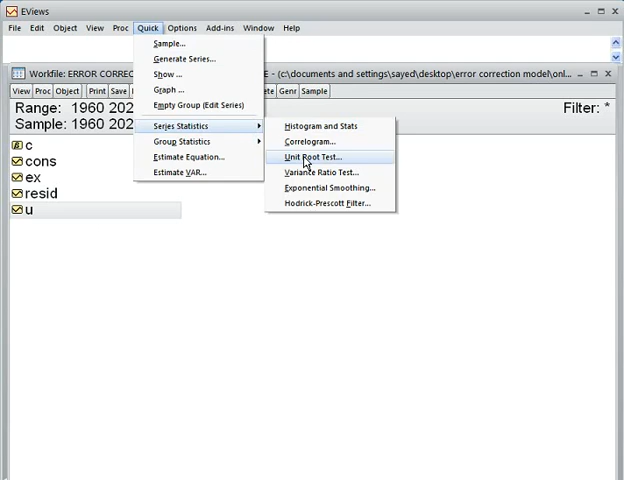 EViews
File Edit Object View Proc Quick Options Add-ins Window Help
Workfile: ERROR CORREC E - (c\documents and settings\sayed\desktop\error correction model\onl...
View Proc Object Print Save te Genr Sample
Range: 1960 202 Filter: *
Sample: 1960 202
c
cons
ex
resid
u
Sample...
Generate Series...
Show ...
Graph ...
Empty Group (Edit Series)
Series Statistics
Group Statistics
Estimate Equation...
Estimate VAR...
Histogram and Stats
Correlogram...
Unit Root Test...
Variance Ratio Test...
Exponential Smoothing...
Hodrick-Prescott Filter...